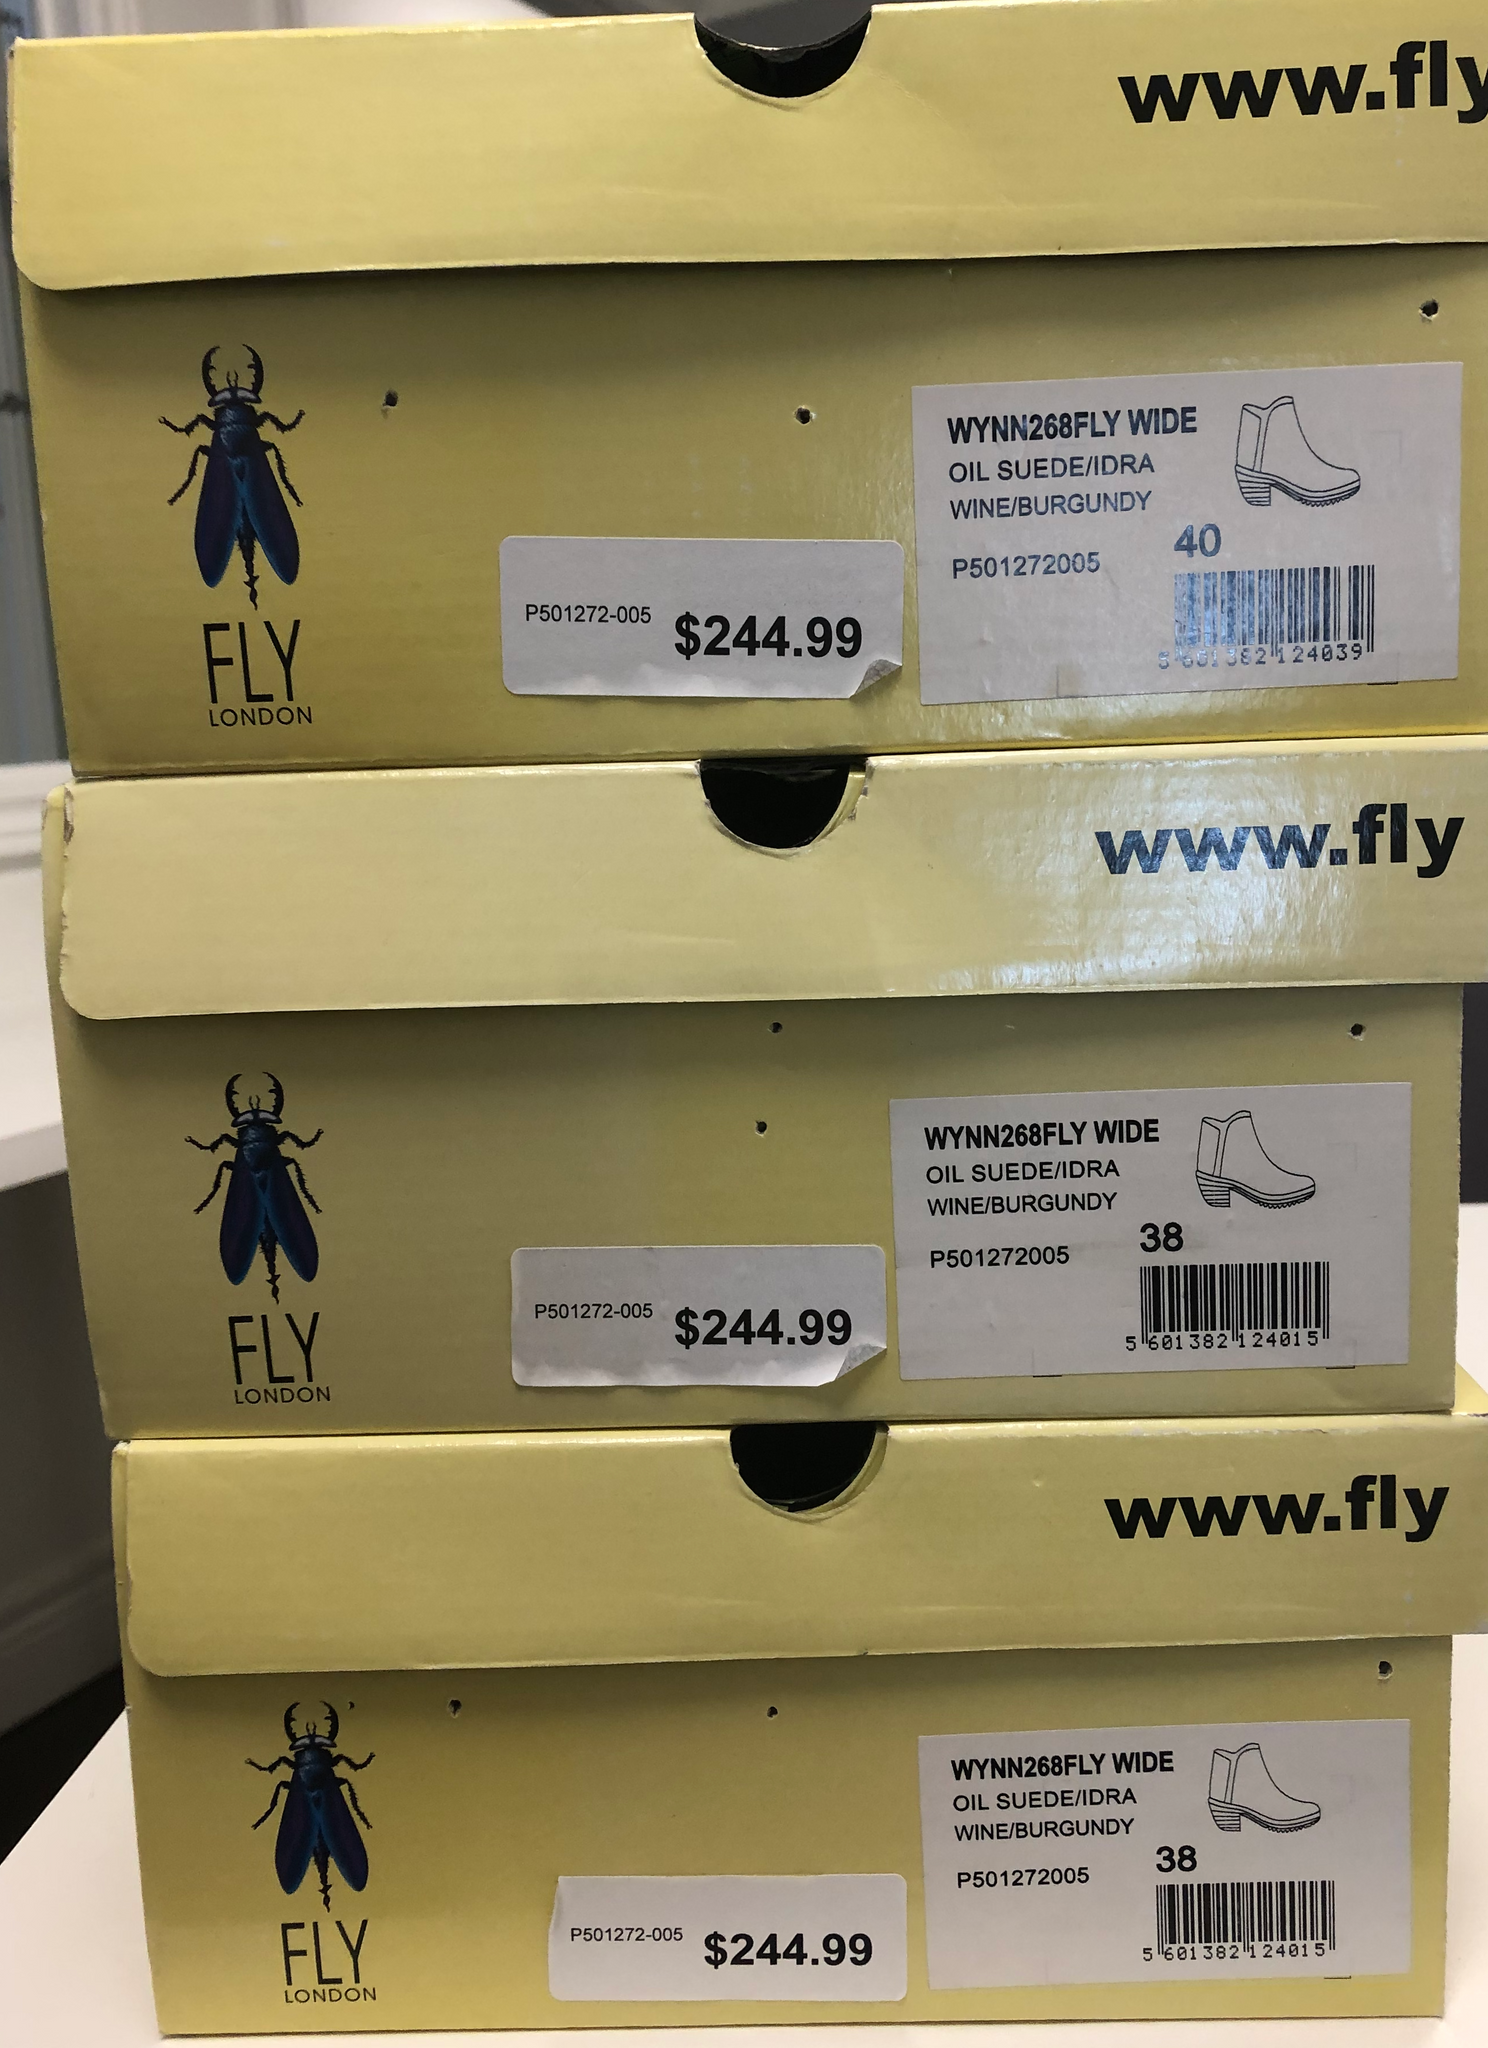 www.fly
WYNN268FLY WIDE
OIL SUEDE/IDRA
WINE/BURGUNDY
40
P501272005
5 601382 124039
P501272-005 $244.99
FLY
LONDON
www.fly
WYNN268FLY WIDE
OIL SUEDE/IDRA
WINE/BURGUNDY
38
P501272005
5 601382 124015
P501272-005 $244.99
FLY
LONDON
www.fly
WYNN268FLY WIDE
OIL SUEDE/IDRA
WINE/BURGUNDY
38
P501272005
5 601382 124015
P501272-005 $244.99
FLY
LONDON